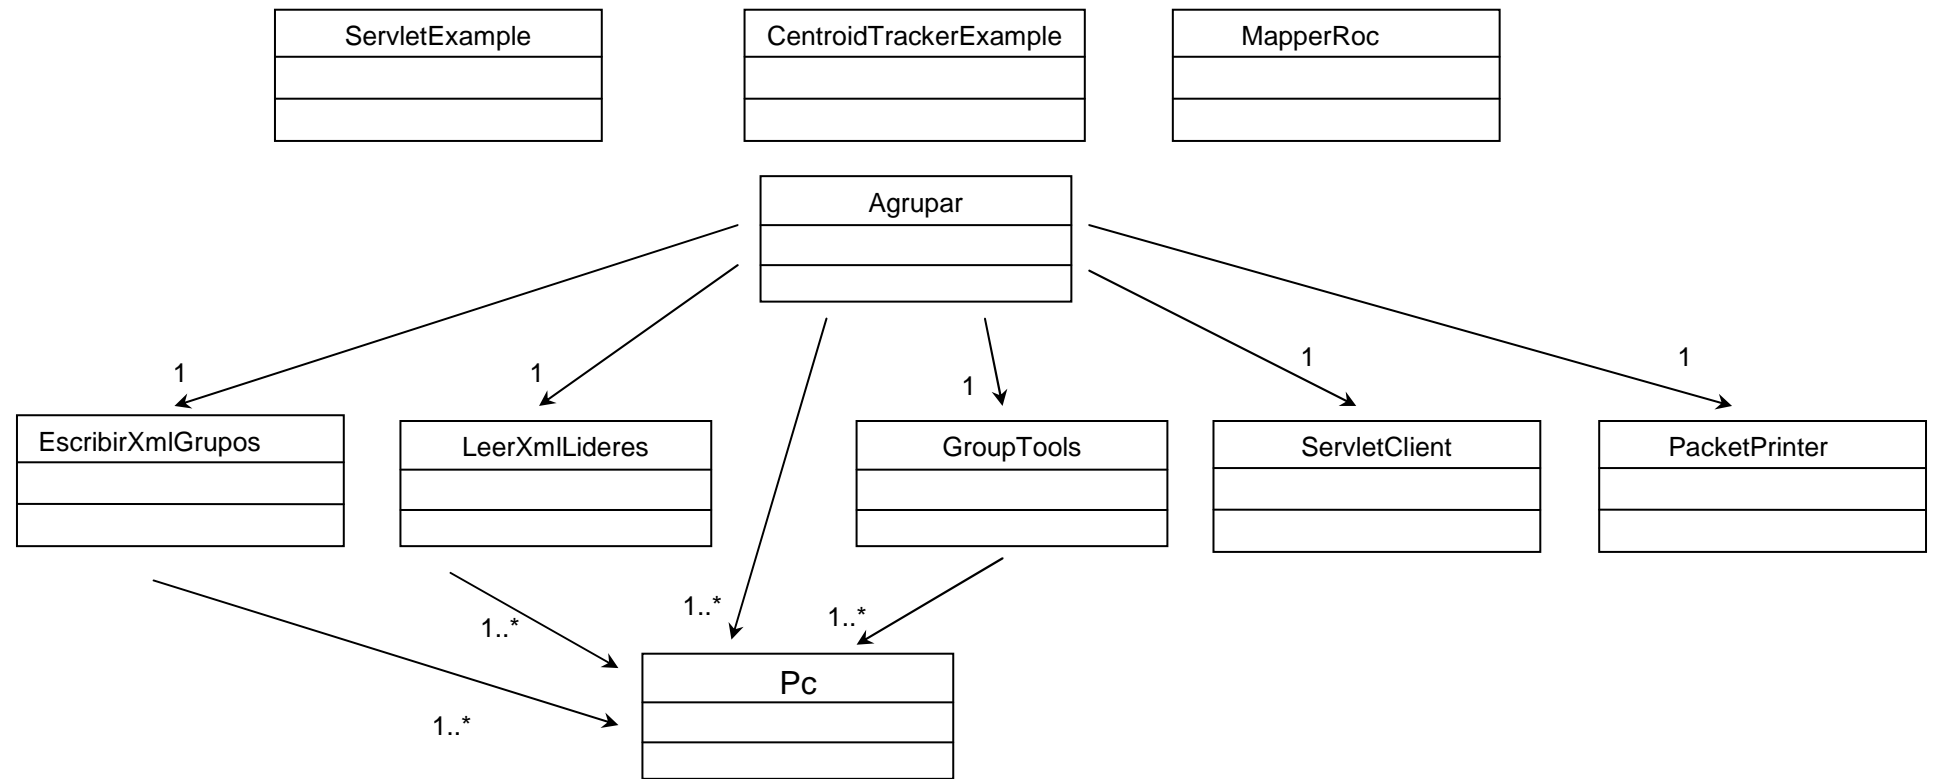 ServletExample
CentroidTrackerExample
MapperRoc
Agrupar
1
1
1
1
1
EscribirXmlGrupos
LeerXmlLideres
GroupTools
ServletClient
PacketPrinter
1..*
1..*
1..*
1..*
Pc